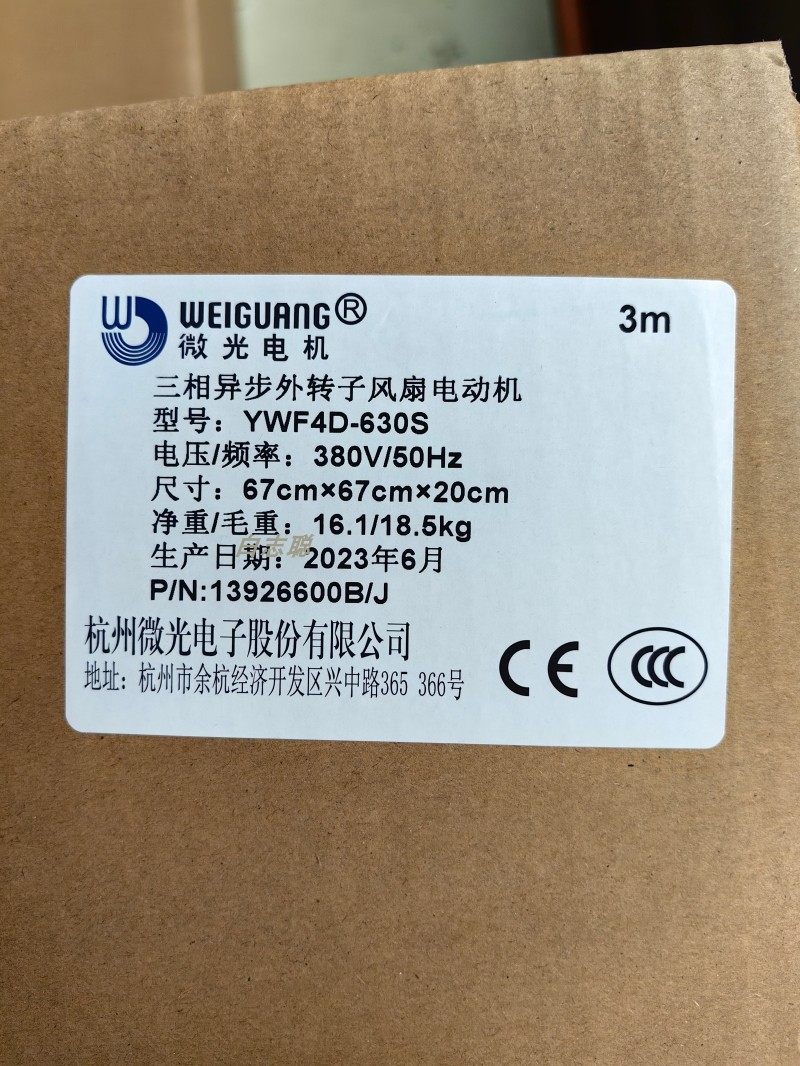 WEIGUANG®
微光电机
3m
三相异步外转子风扇电动机
型号：YWF4D-630S
电压/频率：380V/50Hz
尺寸：67cm×67cm×20cm
净重/毛重：16.1/18.5kg
生产日期：2023年6月
P/N:13926600B/J
杭州微光电子股份有限公司
地址：杭州市余杭经济开发区兴中路365 366号
CE
CCC